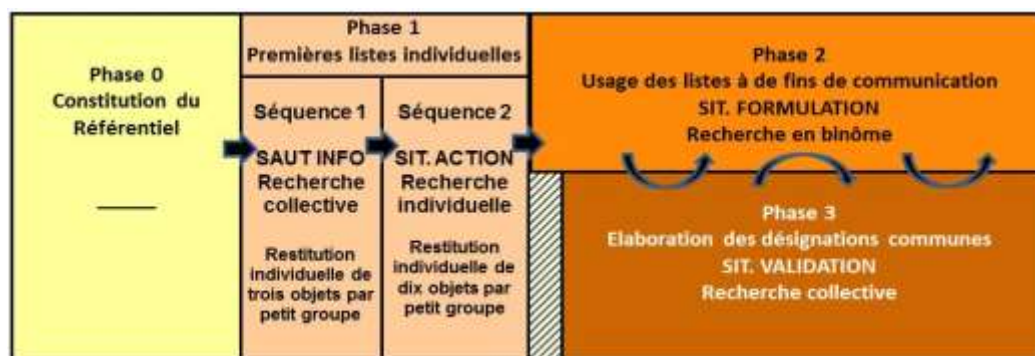 Phase 0
Constitution du
Référentiel
Phase 1
Premières listes individuelles
Séquence 1
SAUT INFO
Recherche
collective
Restitution
individuelle de
trois objets par
petit groupe
Séquence 2
SIT. ACTION
Recherche
individuelle
Restitution
individuelle de
dix objets par
petit groupe
Phase 2
Usage des listes à de fins de communication
SIT. FORMULATION
Recherche en binôme
Phase 3
Elaboration des désignations communes
SIT. VALIDATION
Recherche collective